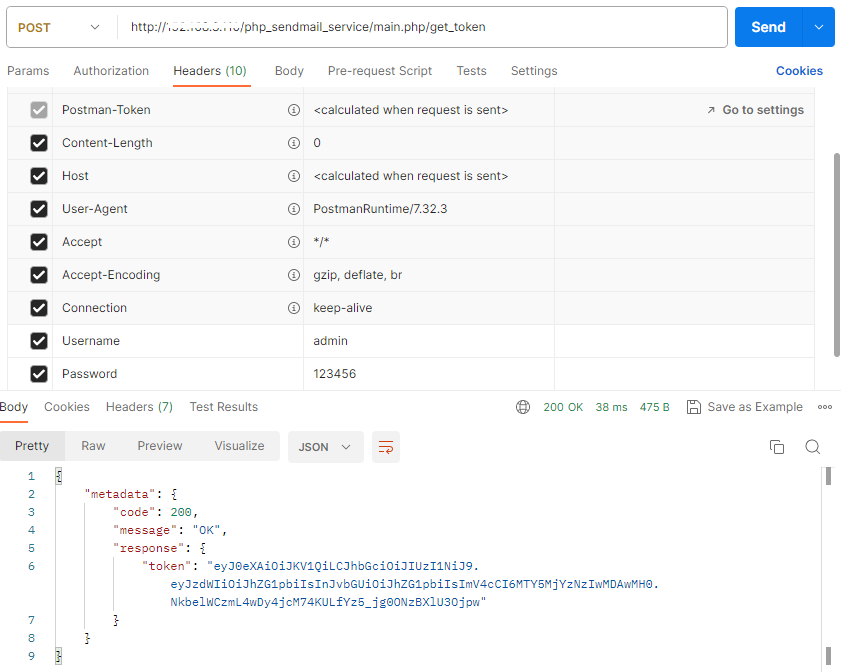 POST
http:// /php_sendmail_service/main.php/get_token
Send
Params Authorization Headers (10) Body Pre-request Script Tests Settings Cookies
Postman-Token <calculated when request is sent> Go to settings
Content-Length 0
Host <calculated when request is sent>
User-Agent PostmanRuntime/7.32.3
Accept */*
Accept-Encoding gzip, deflate, br
Connection keep-alive
Username admin
Password 123456
Body Cookies Headers (7) Test Results 200 OK 38 ms 475 B Save as Example
Pretty Raw Preview Visualize JSON
1 {
2 "metadata": {
3 "code": 200,
4 "message": "OK",
5 "response": {
6 "token": "eyJ0eXAiOiJKV1QiLCJhbGciOiJIUzI1NiJ9.
eyJzdWIiOiJhZG1pbiIsInJvbGUiOiJhZG1pbiIsImV4cCI6MTY5MjYzNzIwMDAwMH0.
NkbelWCzmL4wDy4jcM74KULfYz5_jg0ONzBXlU3Ojpw"
7 }
8 }
9 }